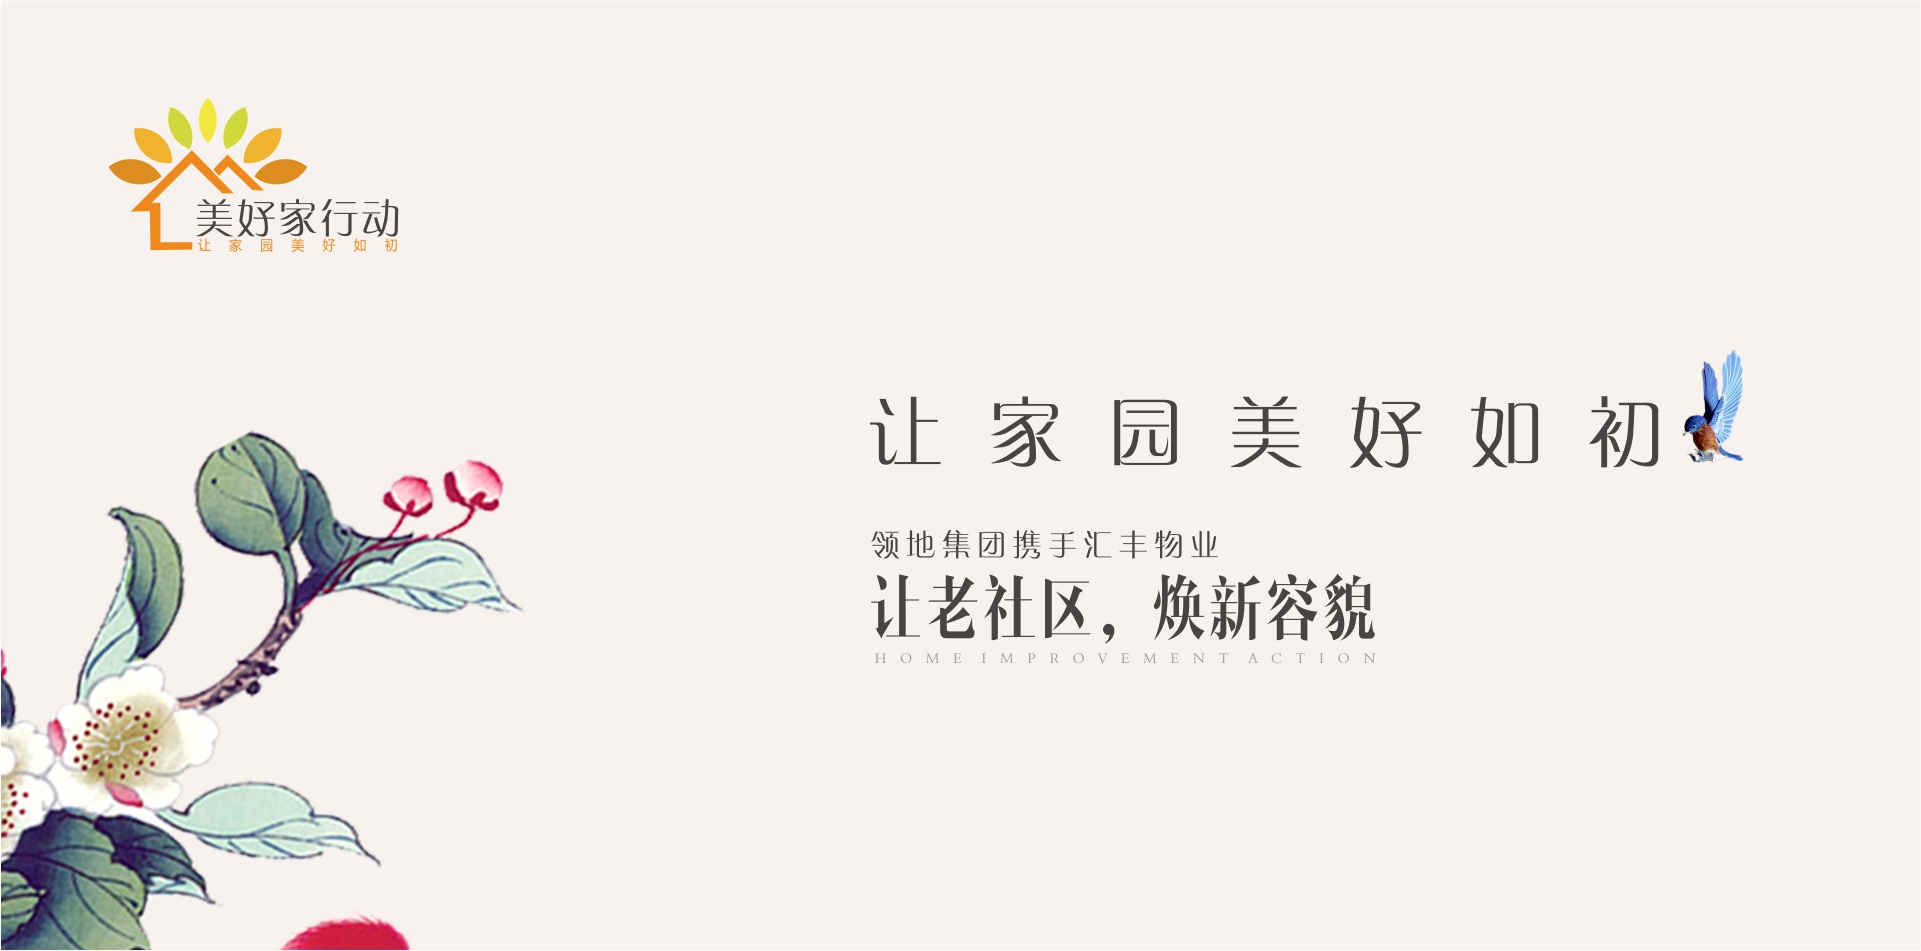 美好家行动
让家园美好如初
让家园美好如初
领地集团携手汇丰物业
让老社区，焕新容貌
HOME IMPROVEMENT ACTION